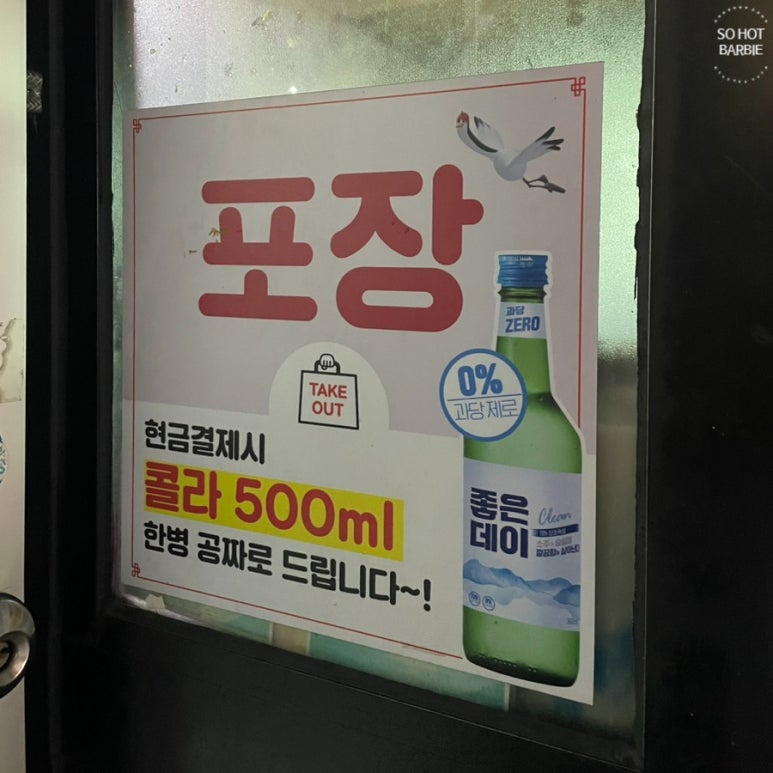 SO HOT
BARBIE
포장
TAKE
OUT
현금결제시
콜라 500ml
한병 공짜로 드립니다~!
과당
ZERO
0%
과당제로
좋은
데이
Clean